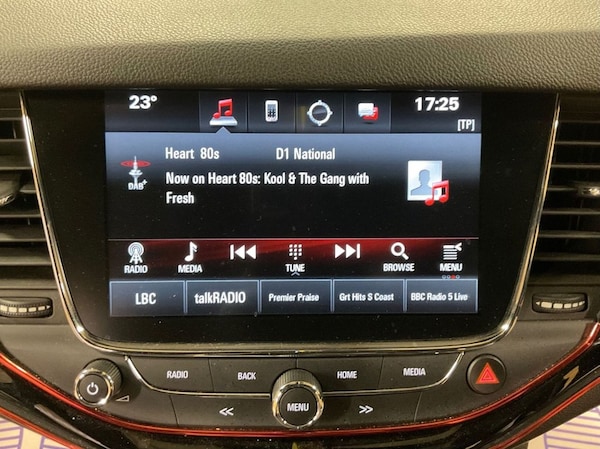 23°
17:25
[TP]
Heart 80s
D1 National
DAB+
Now on Heart 80s: Kool & The Gang with
Fresh
RADIO
MEDIA
TUNE
BROWSE
MENU
LBC
talkRADIO
Premier Praise
Grt Hits S Coast
BBC Radio 5 Live
RADIO
BACK
HOME
MEDIA
MENU